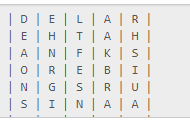 | D | E | L | A | R |
| E | H | T | A | H |
| A | N | F | K | S |
| O | R | E | B | I |
| N | G | S | R | U |
| S | I | N | A | A |